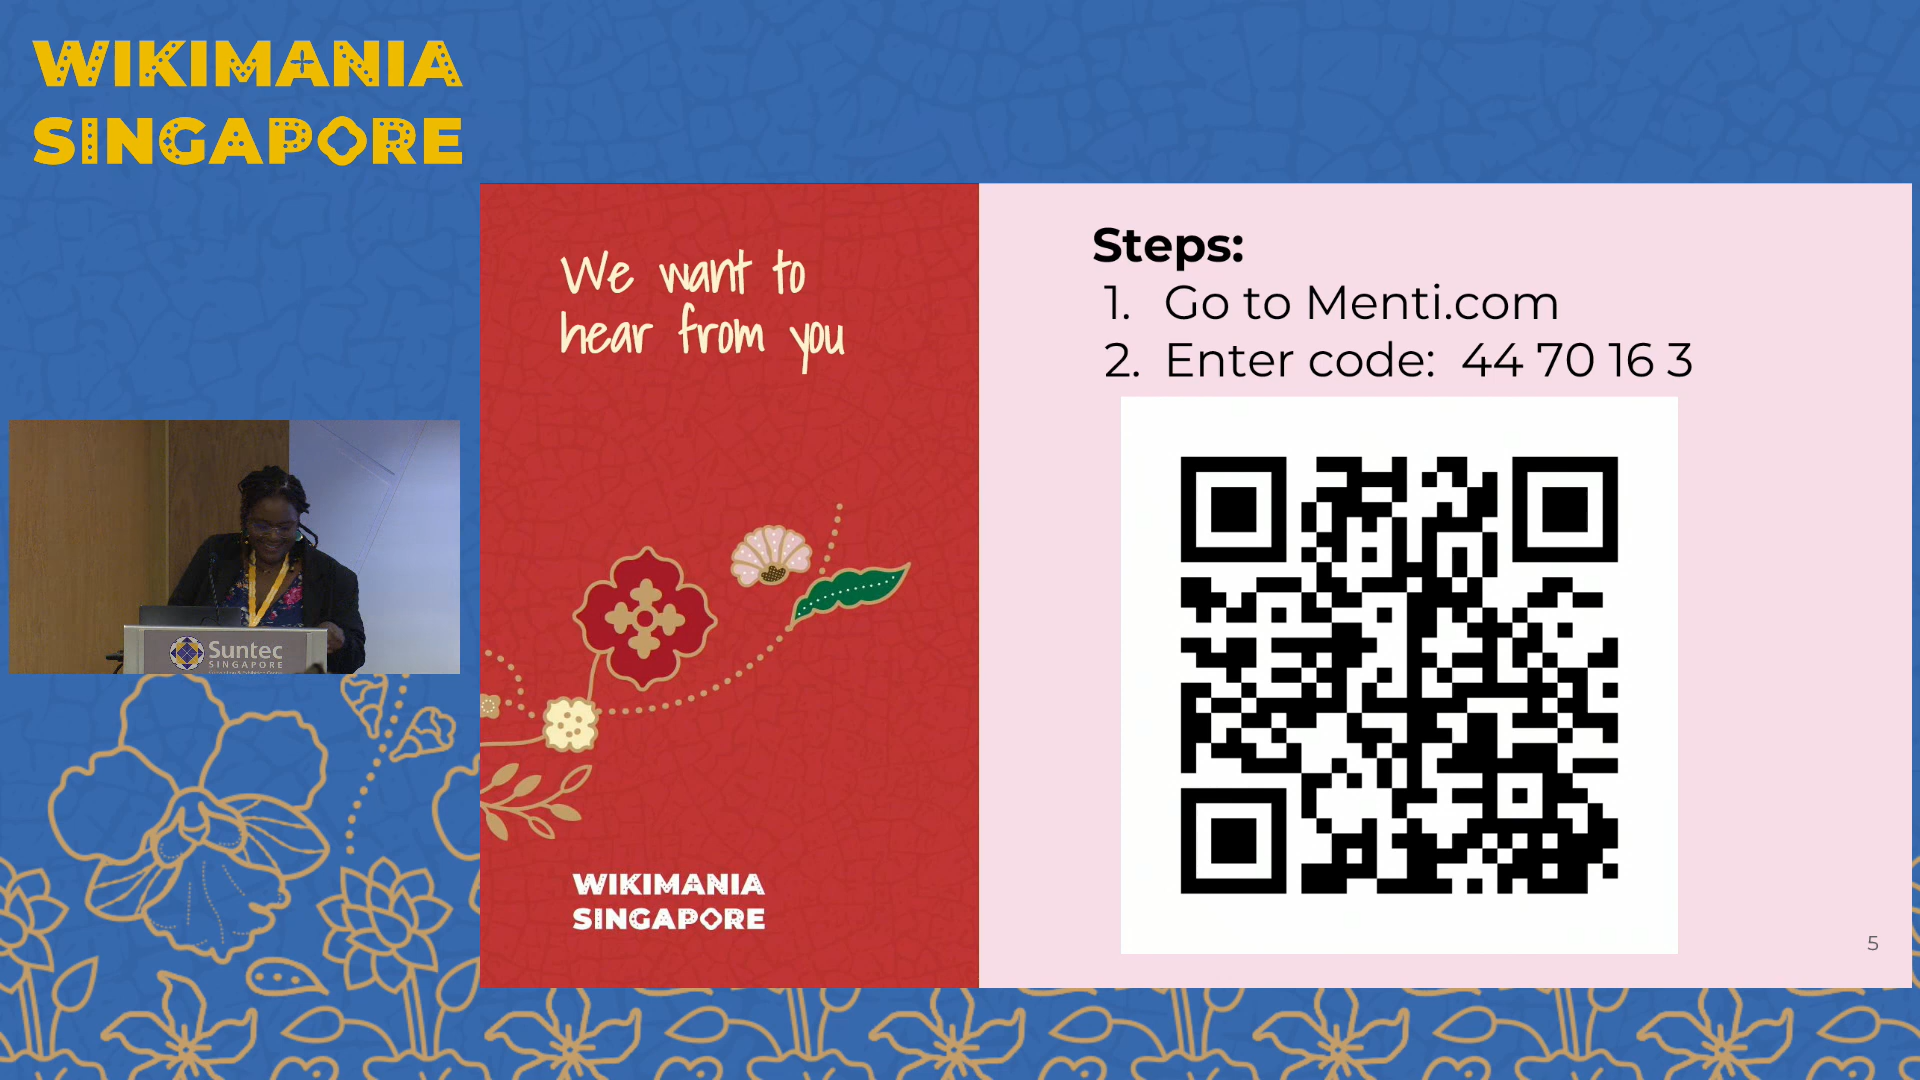 WIKIMANIA
SINGAPORE
We want to
hear from you
WIKIMANIA
SINGAPORE
Steps:
1. Go to Menti.com
2. Enter code: 44 70 16 3
5
Suntec
SINGAPORE